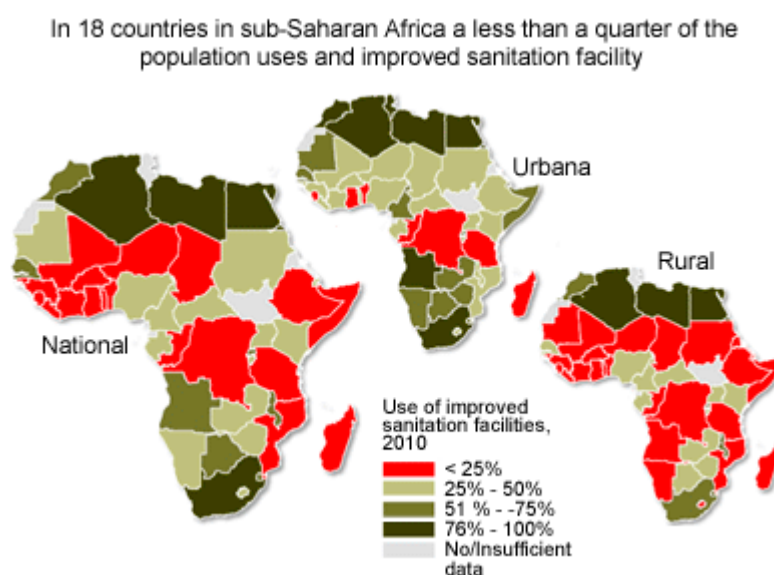 In 18 countries in sub-Saharan Africa a less than a quarter of the
population uses and improved sanitation facility
Urbana
Rural
National
Use of improved
sanitation facilities,
2010
< 25%
25% - 50%
51 % - -75%
76% - 100%
No/Insufficient
data